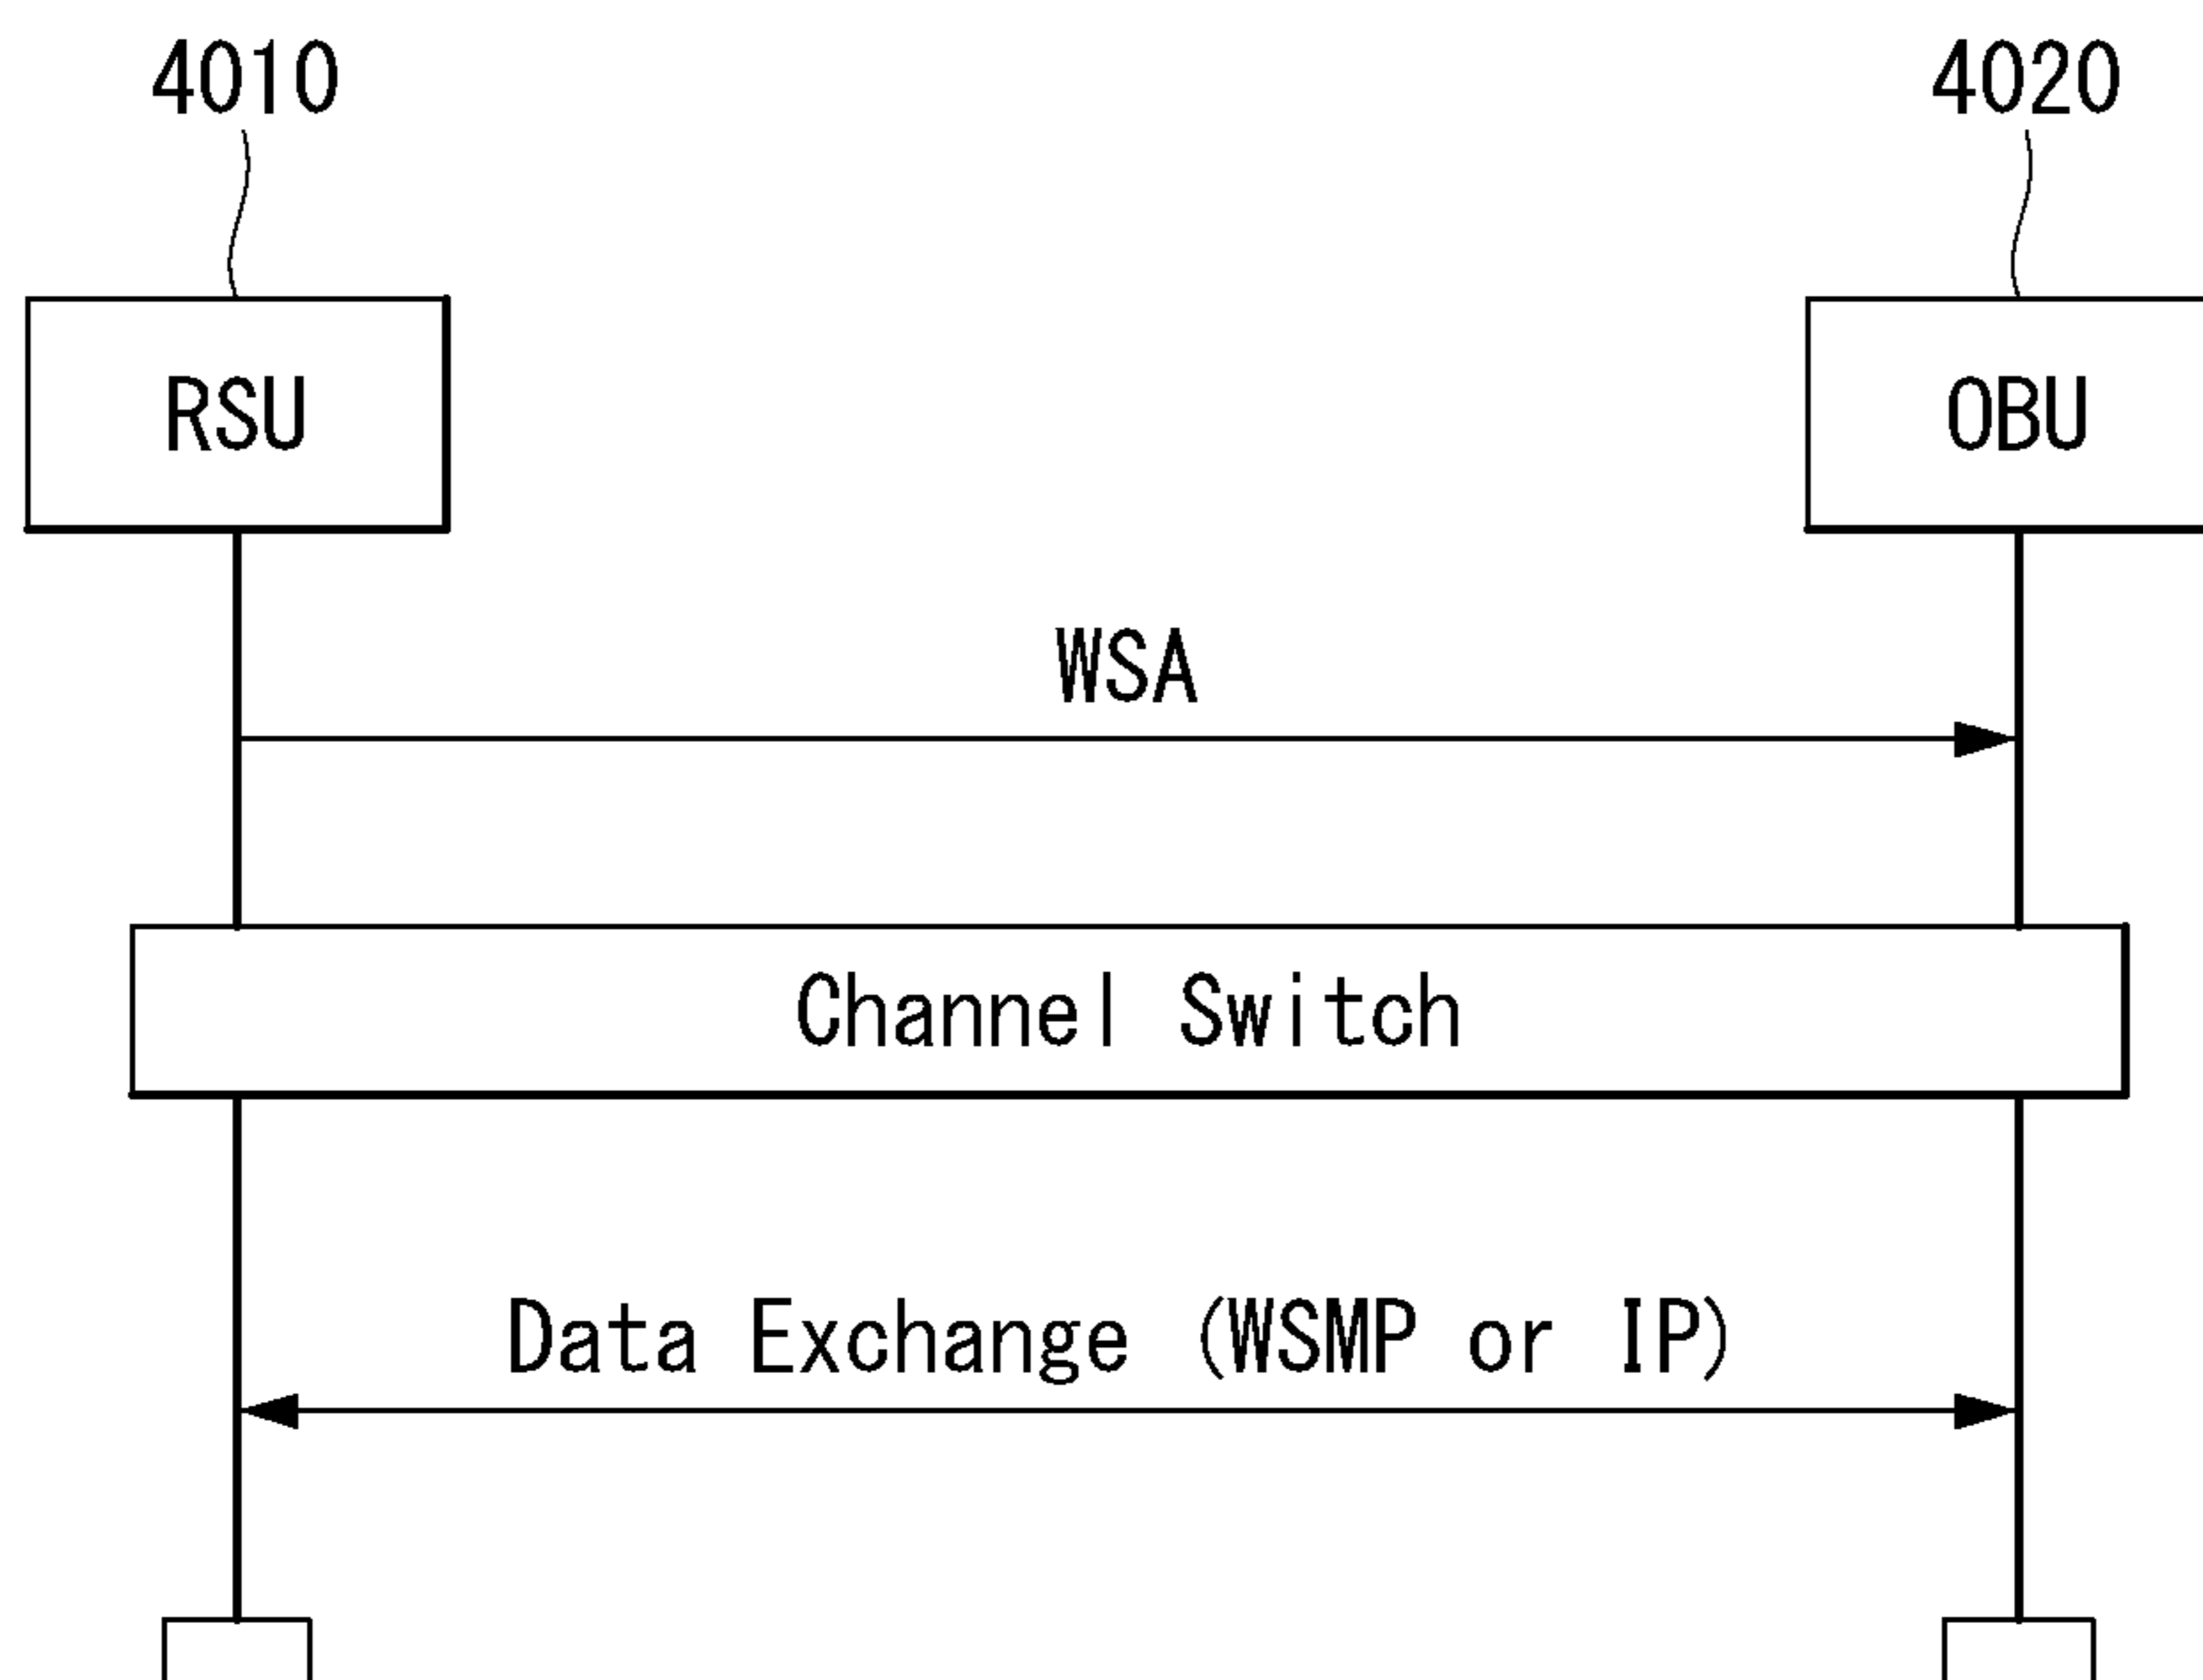 4010
4020
RSU
OBU
WSA
Channel Switch
Data Exchange (WSMP or IP)